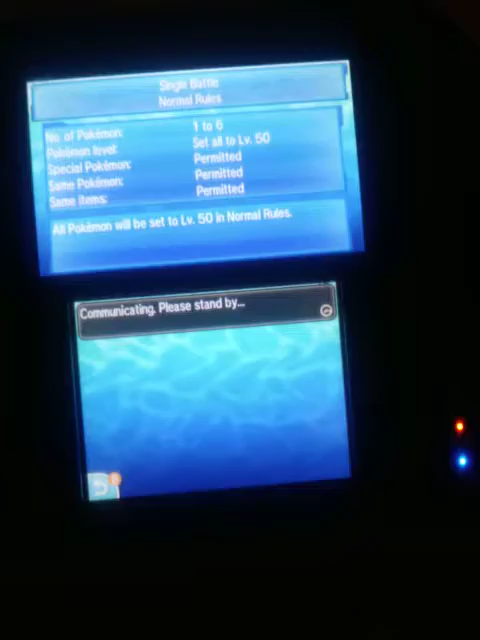 Single Battle
Normal Rules
No. of Pokémon: 1 to 6
Pokémon level: Set all to Lv. 50
Special Pokémon: Permitted
Same Pokémon: Permitted
Same items: Permitted
All Pokémon will be set to Lv. 50 in Normal Rules.
Communicating. Please stand by...